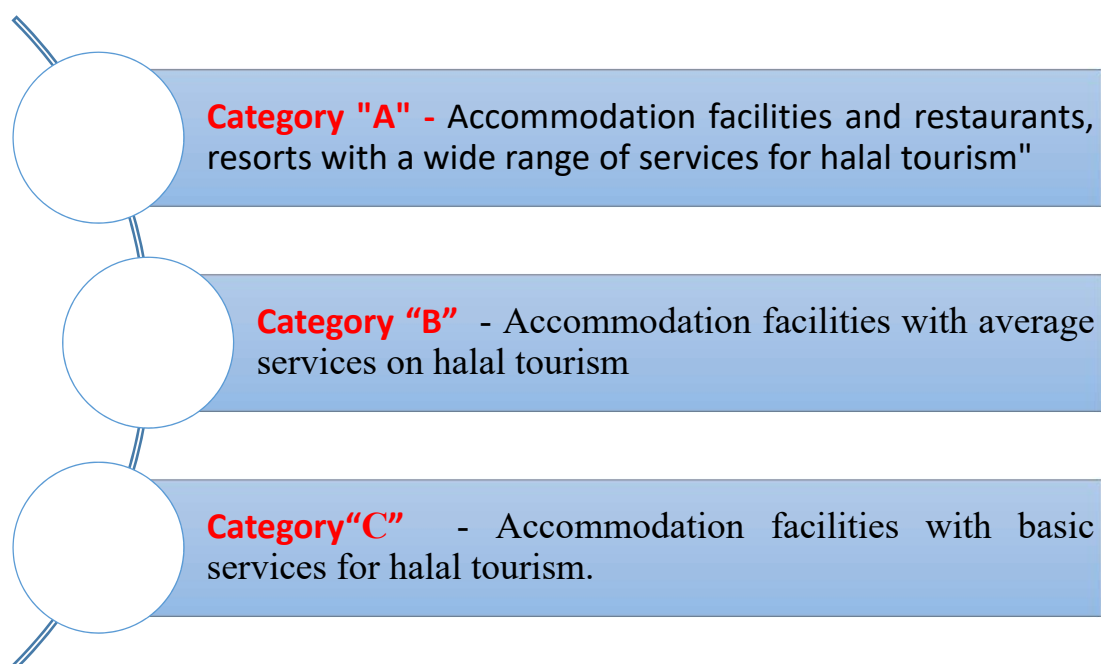 Category "A" - Accommodation facilities and restaurants,
resorts with a wide range of services for halal tourism"
Category “B” - Accommodation facilities with average
services on halal tourism
Category“C” - Accommodation facilities with basic
services for halal tourism.